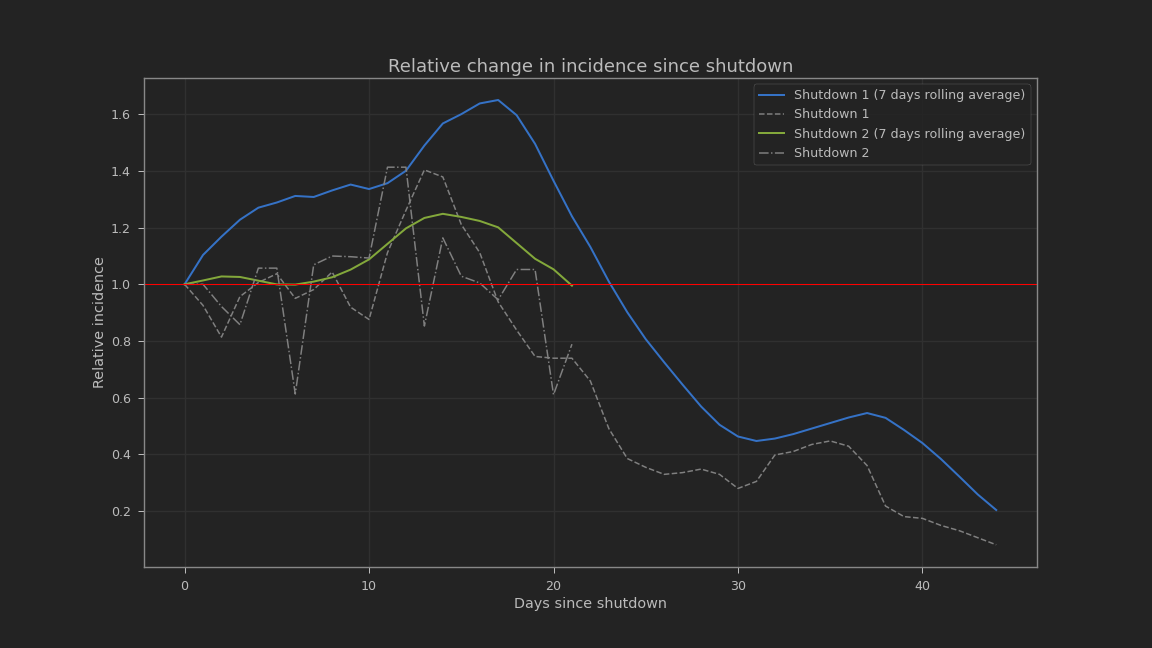 Relative change in incidence since shutdown
Shutdown 1 (7 days rolling average)
Shutdown 1
Shutdown 2 (7 days rolling average)
Shutdown 2
Relative incidence
1.6
1.4
1.2
1.0
0.8
0.6
0.4
0.2
0 10 20 30 40
Days since shutdown